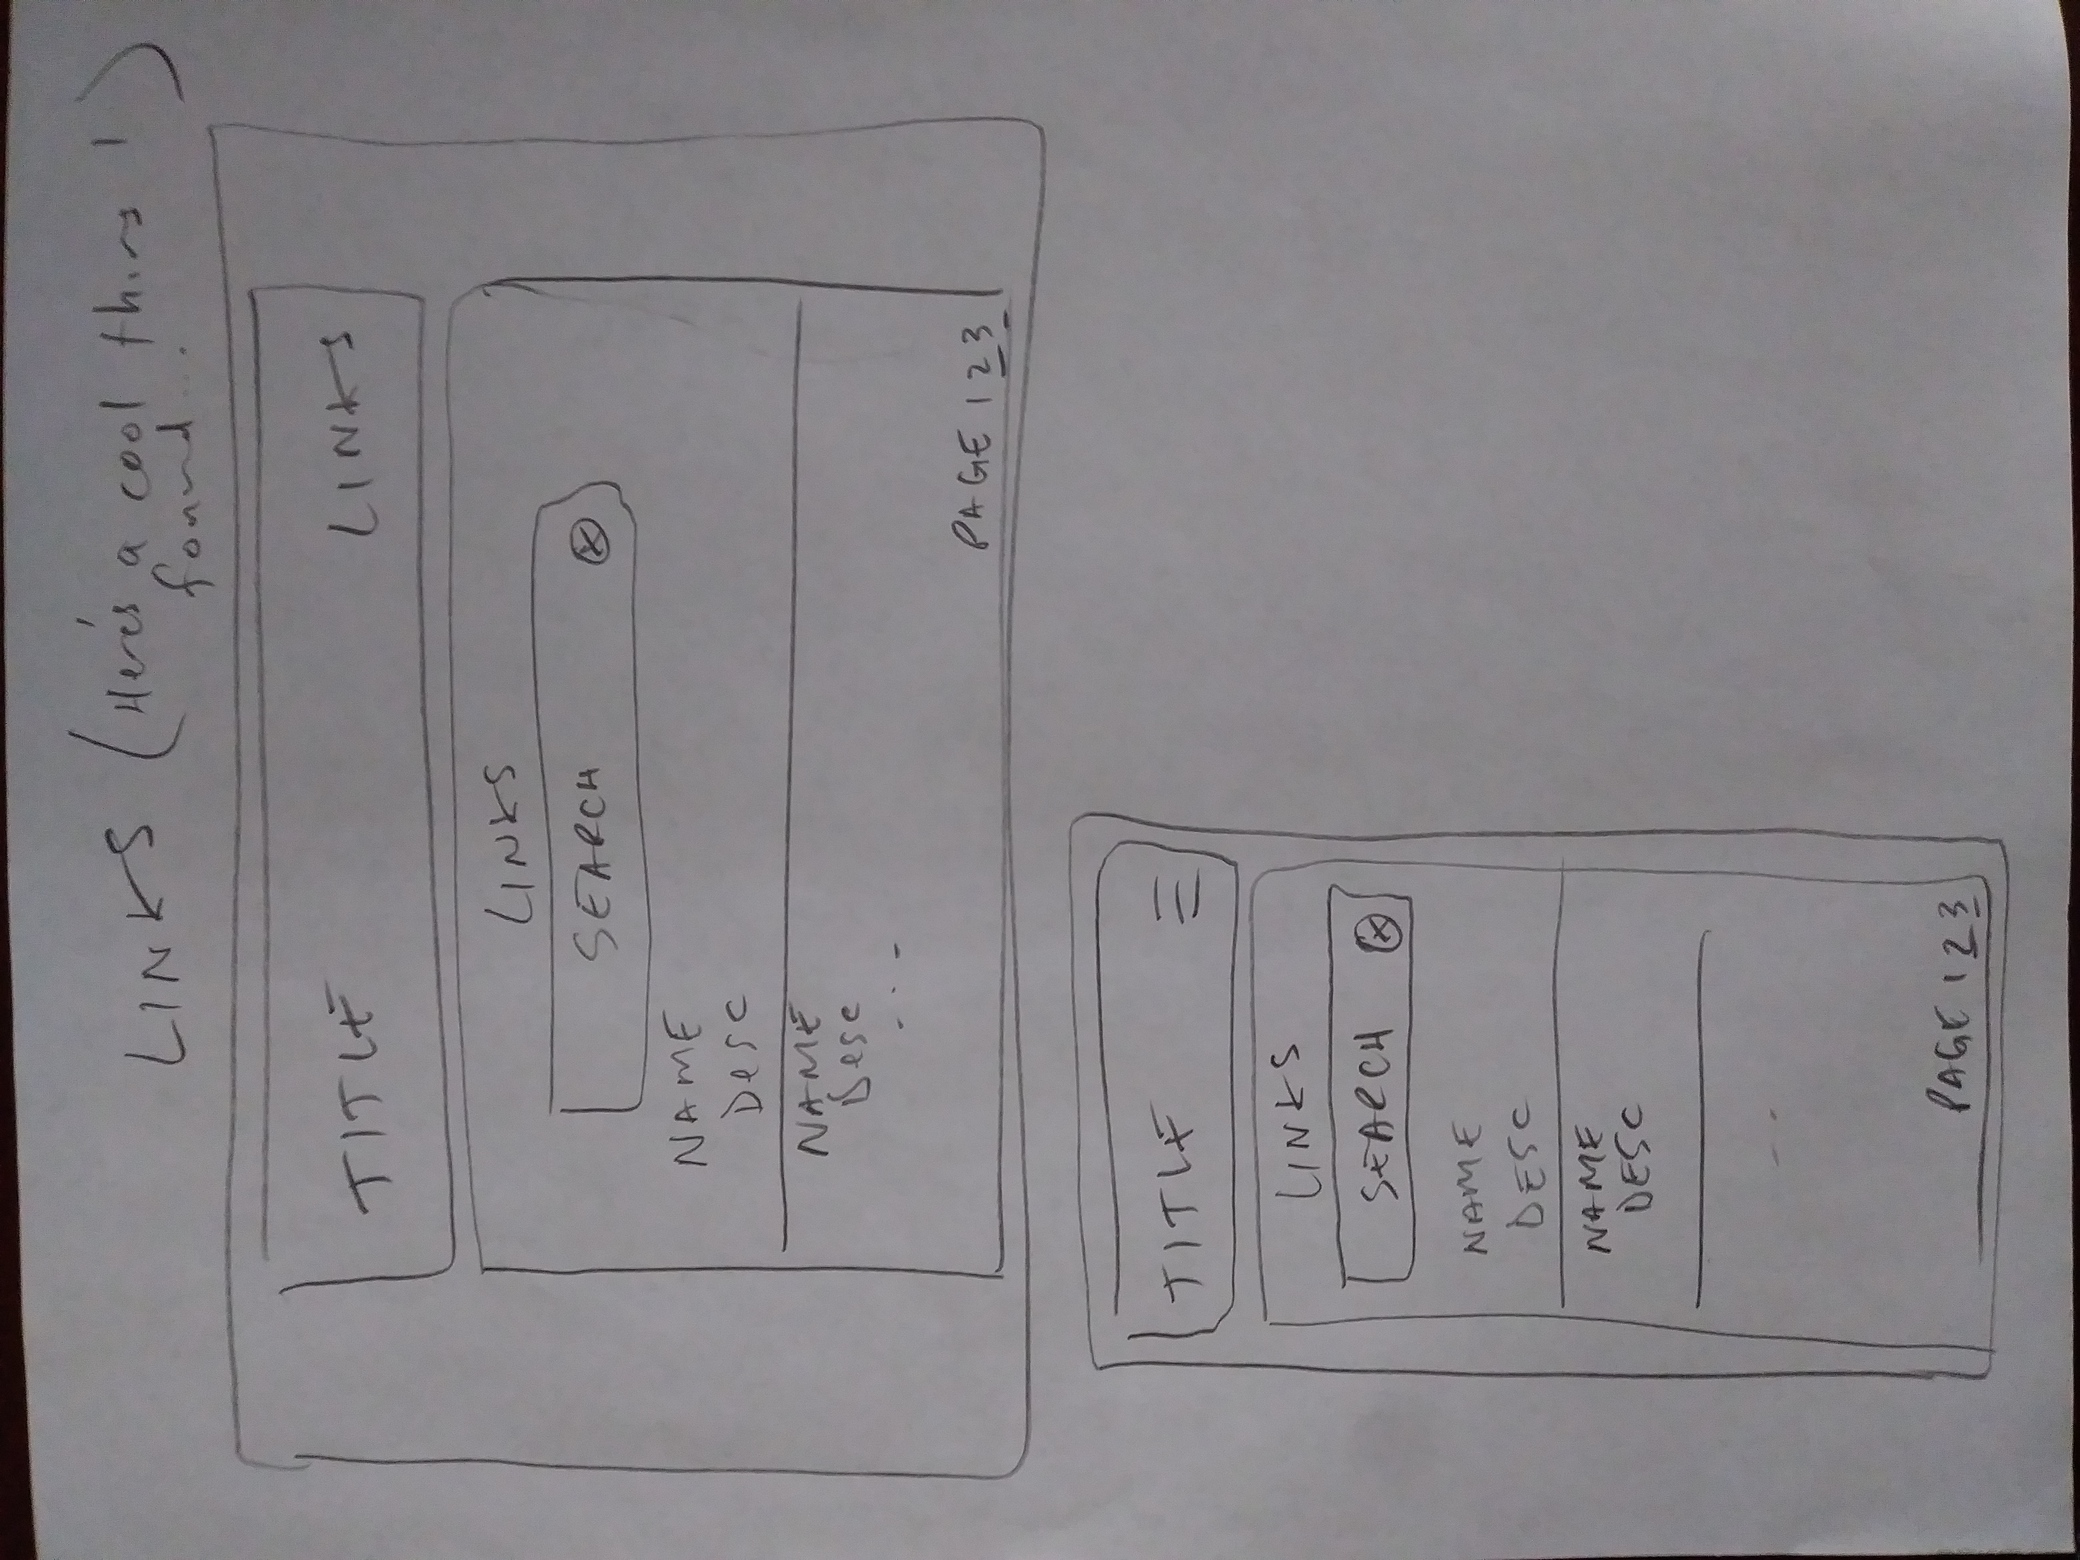 LINKS (Here's a cool thing I
found...)
TITLE LINKS
LINKS
SEARCH ⓧ
NAME
Desc
NAME
Desc
...
PAGE 1 2 3
TITLE ☰
LINKS
SEARCH ⓧ
NAME
DESC
NAME
DESC
..
PAGE 1 2 3